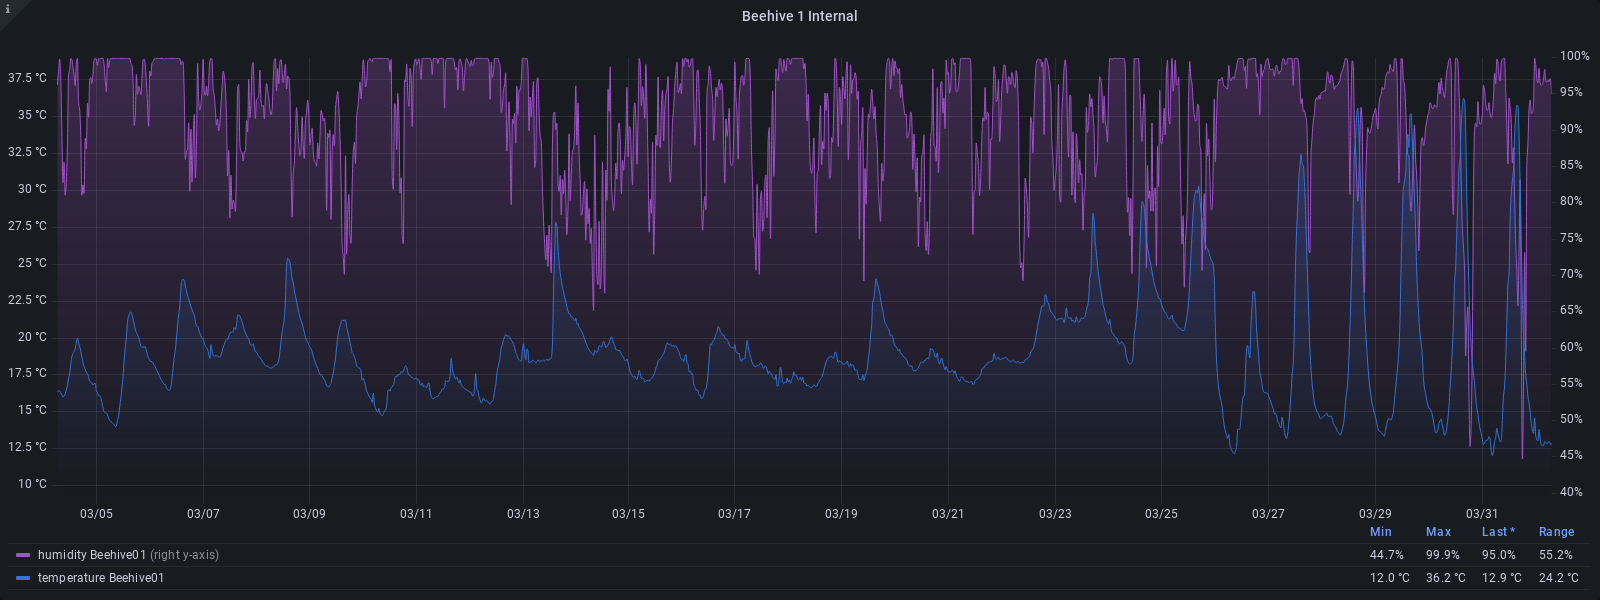 i
Beehive 1 Internal
100%
37.5 °C
95%
35 °C
90%
32.5 °C
85%
30 °C
80%
27.5 °C
75%
25 °C
70%
22.5 °C
65%
20 °C
60%
17.5 °C
55%
15 °C
50%
12.5 °C
45%
10 °C
40%
03/05 03/07 03/09 03/11 03/13 03/15 03/17 03/19 03/21 03/23 03/25 03/27 03/29 03/31
Min Max Last * Range
humidity Beehive01 (right y-axis) 44.7% 99.9% 95.0% 55.2%
temperature Beehive01 12.0 °C 36.2 °C 12.9 °C 24.2 °C